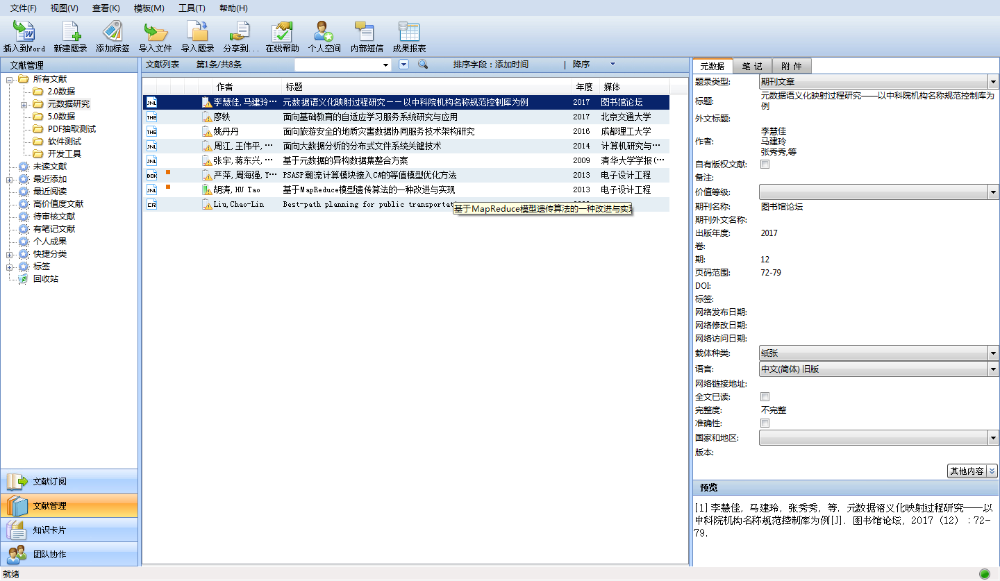 文件(F) 视图(V) 查看(K) 模板(M) 工具(T) 帮助(H)
插入到Word 新建题录 添加标签 导入文件 导入题录 分享到... 在线帮助 个人空间 内部短信 成果报表
文献管理
所有文献
2.0数据
元数据研究
5.0数据
PDF抽取测试
软件测试
开发工具
未读文献
最近添加
最近阅读
高价值度文献
待审核文献
有笔记文献
个人成果
快捷分类
标签
回收站
文献订阅
文献管理
知识卡片
团队协作
文献列表 第1条/共8条 排序字段：添加时间 | 降序
作者 标题 年度 媒体
JNL 李慧佳,马建玲… 元数据语义化映射过程研究——以中科院机构名称规范控制库为例 2017 图书馆论坛
THE 廖轶 面向基础教育的自适应学习服务系统研究与应用 2017 北京交通大学
THE 姚丹丹 面向旅游安全的地质灾害数据协同服务技术架构研究 2016 成都理工大学
JNL 周江,王伟平,… 面向大数据分析的分布式文件系统关键技术 2014 计算机研究与…
JNL 张宇,蒋东兴,… 基于元数据的异构数据集整合方案 2009 清华大学学报(…
BOK 严萍,周海强,Y… PSASP潮流计算模块接入C#的等值模型优化方法 2013 电子设计工程
JNL 胡涛,HU Tao 基于MapReduce模型遗传算法的一种改进与实现 2013 电子设计工程
CR Liu,Chao-Lin Best-path planning for public transportat
基于MapReduce模型遗传算法的一种改进与实现
元数据 笔 记 附 件
题录类型: 期刊文章
标题: 元数据语义化映射过程研究——以中科院机构名称规范控制库为
例
外文标题:
作者: 李慧佳
马建玲
张秀秀,等
自有版权文献:
备注:
价值等级:
期刊名称: 图书馆论坛
期刊外文名称:
出版年度: 2017
卷:
期: 12
页码范围: 72-79
DOI:
标签:
网络发布日期:
网络修改日期:
网络访问日期:
载体种类: 纸张
语言: 中文(简体) 旧版
网络链接地址:
全文已读:
完整度: 不完整
准确性:
国家和地区:
版本:
其他内容
预览
[1] 李慧佳, 马建玲, 张秀秀, 等. 元数据语义化映射过程研究——以
中科院机构名称规范控制库为例[J]. 图书馆论坛, 2017 (12) :72-
79.
就绪